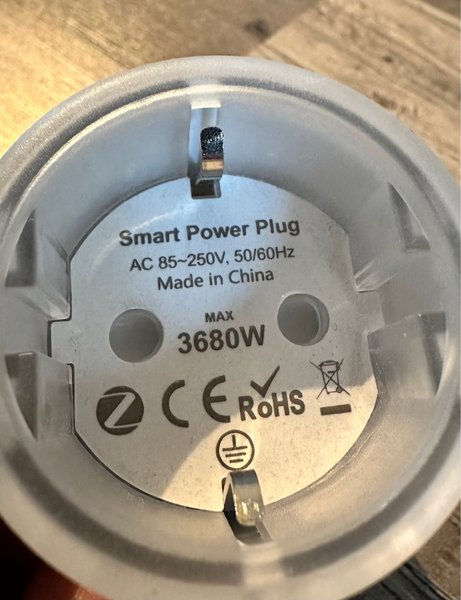 Smart Power Plug
AC 85~250V, 50/60Hz
Made in China
MAX
3680W
CE RoHS